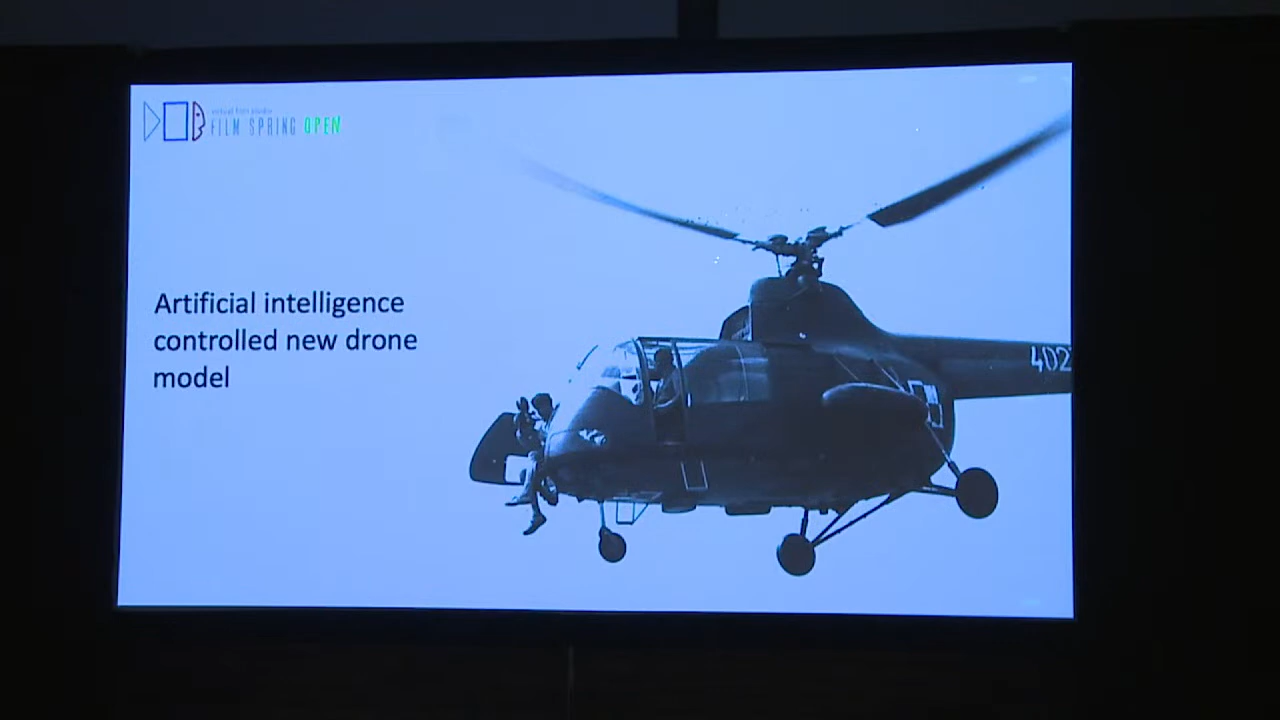 FILM SPRING OPEN
Artificial intelligence
controlled new drone
model
402